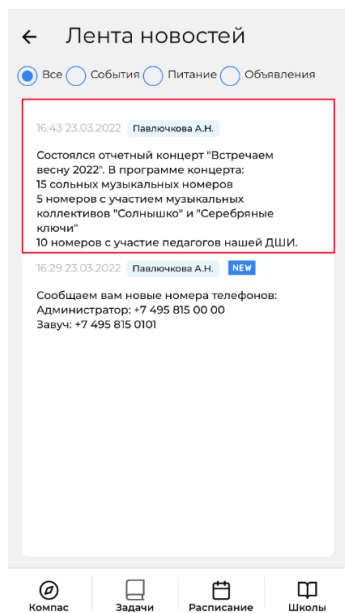 ← Лента новостей
Все События Питание Объявления
16:43 23.03.2022 Павлючкова А.Н.
Состоялся отчетный концерт "Встречаем
весну 2022". В программе концерта:
15 сольных музыкальных номеров
5 номеров с участием музыкальных
коллективов "Солнышко" и "Серебряные
ключи"
10 номеров с участие педагогов нашей ДШИ.
16:29 23.03.2022 Павлючкова А.Н. NEW
Сообщаем вам новые номера телефонов:
Администратор: +7 495 815 00 00
Завуч: +7 495 815 0101
Компас Задачи Расписание Школы